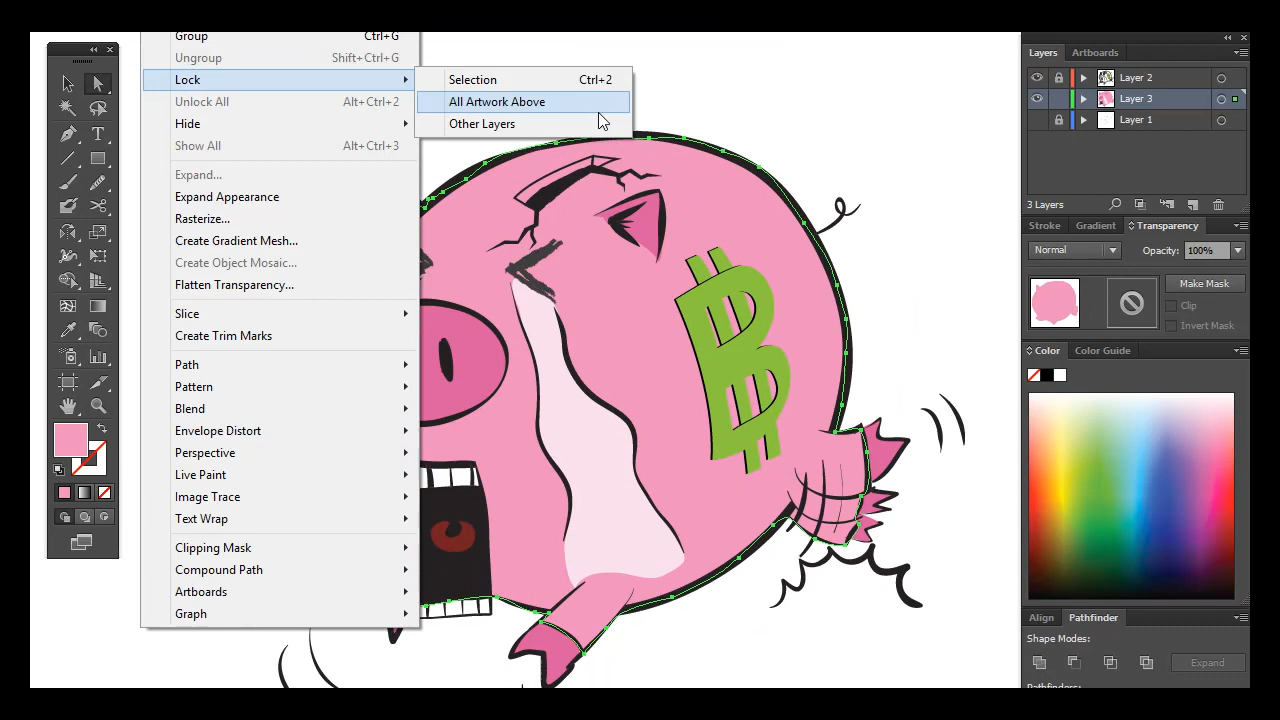 Group Ctrl+G
Ungroup Shift+Ctrl+G
Lock
Unlock All Alt+Ctrl+2
Hide
Show All Alt+Ctrl+3
Expand...
Expand Appearance
Rasterize...
Create Gradient Mesh...
Create Object Mosaic...
Flatten Transparency...
Slice
Create Trim Marks
Path
Pattern
Blend
Envelope Distort
Perspective
Live Paint
Image Trace
Text Wrap
Clipping Mask
Compound Path
Artboards
Graph
Selection Ctrl+2
All Artwork Above
Other Layers
Layers Artboards
Layer 2
Layer 3
Layer 1
3 Layers
Stroke Gradient Transparency
Normal Opacity: 100%
Make Mask
Clip
Invert Mask
Color Color Guide
Align Pathfinder
Shape Modes:
Expand
Pathfinders: